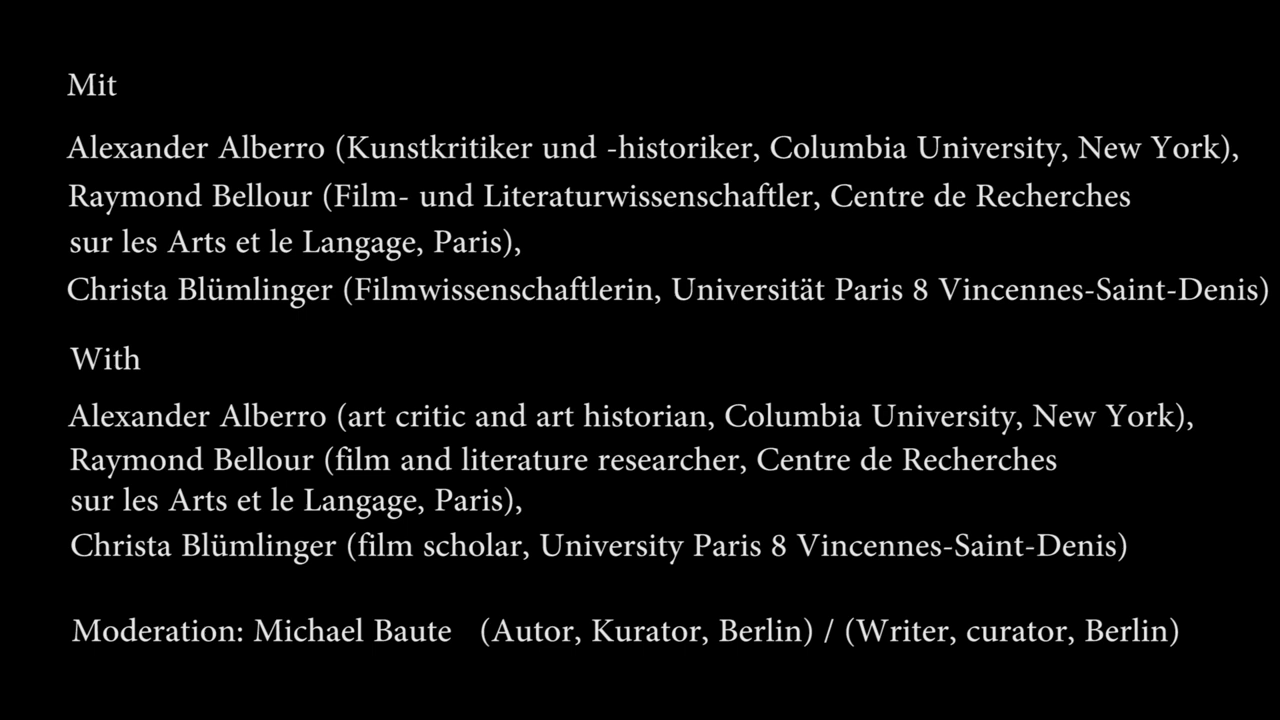 Mit
Alexander Alberro (Kunstkritiker und -historiker, Columbia University, New York),
Raymond Bellour (Film- und Literaturwissenschaftler, Centre de Recherches
sur les Arts et le Langage, Paris),
Christa Blümlinger (Filmwissenschaftlerin, Universität Paris 8 Vincennes-Saint-Denis)
With
Alexander Alberro (art critic and art historian, Columbia University, New York),
Raymond Bellour (film and literature researcher, Centre de Recherches
sur les Arts et le Langage, Paris),
Christa Blümlinger (film scholar, University Paris 8 Vincennes-Saint-Denis)
Moderation: Michael Baute (Autor, Kurator, Berlin) / (Writer, curator, Berlin)